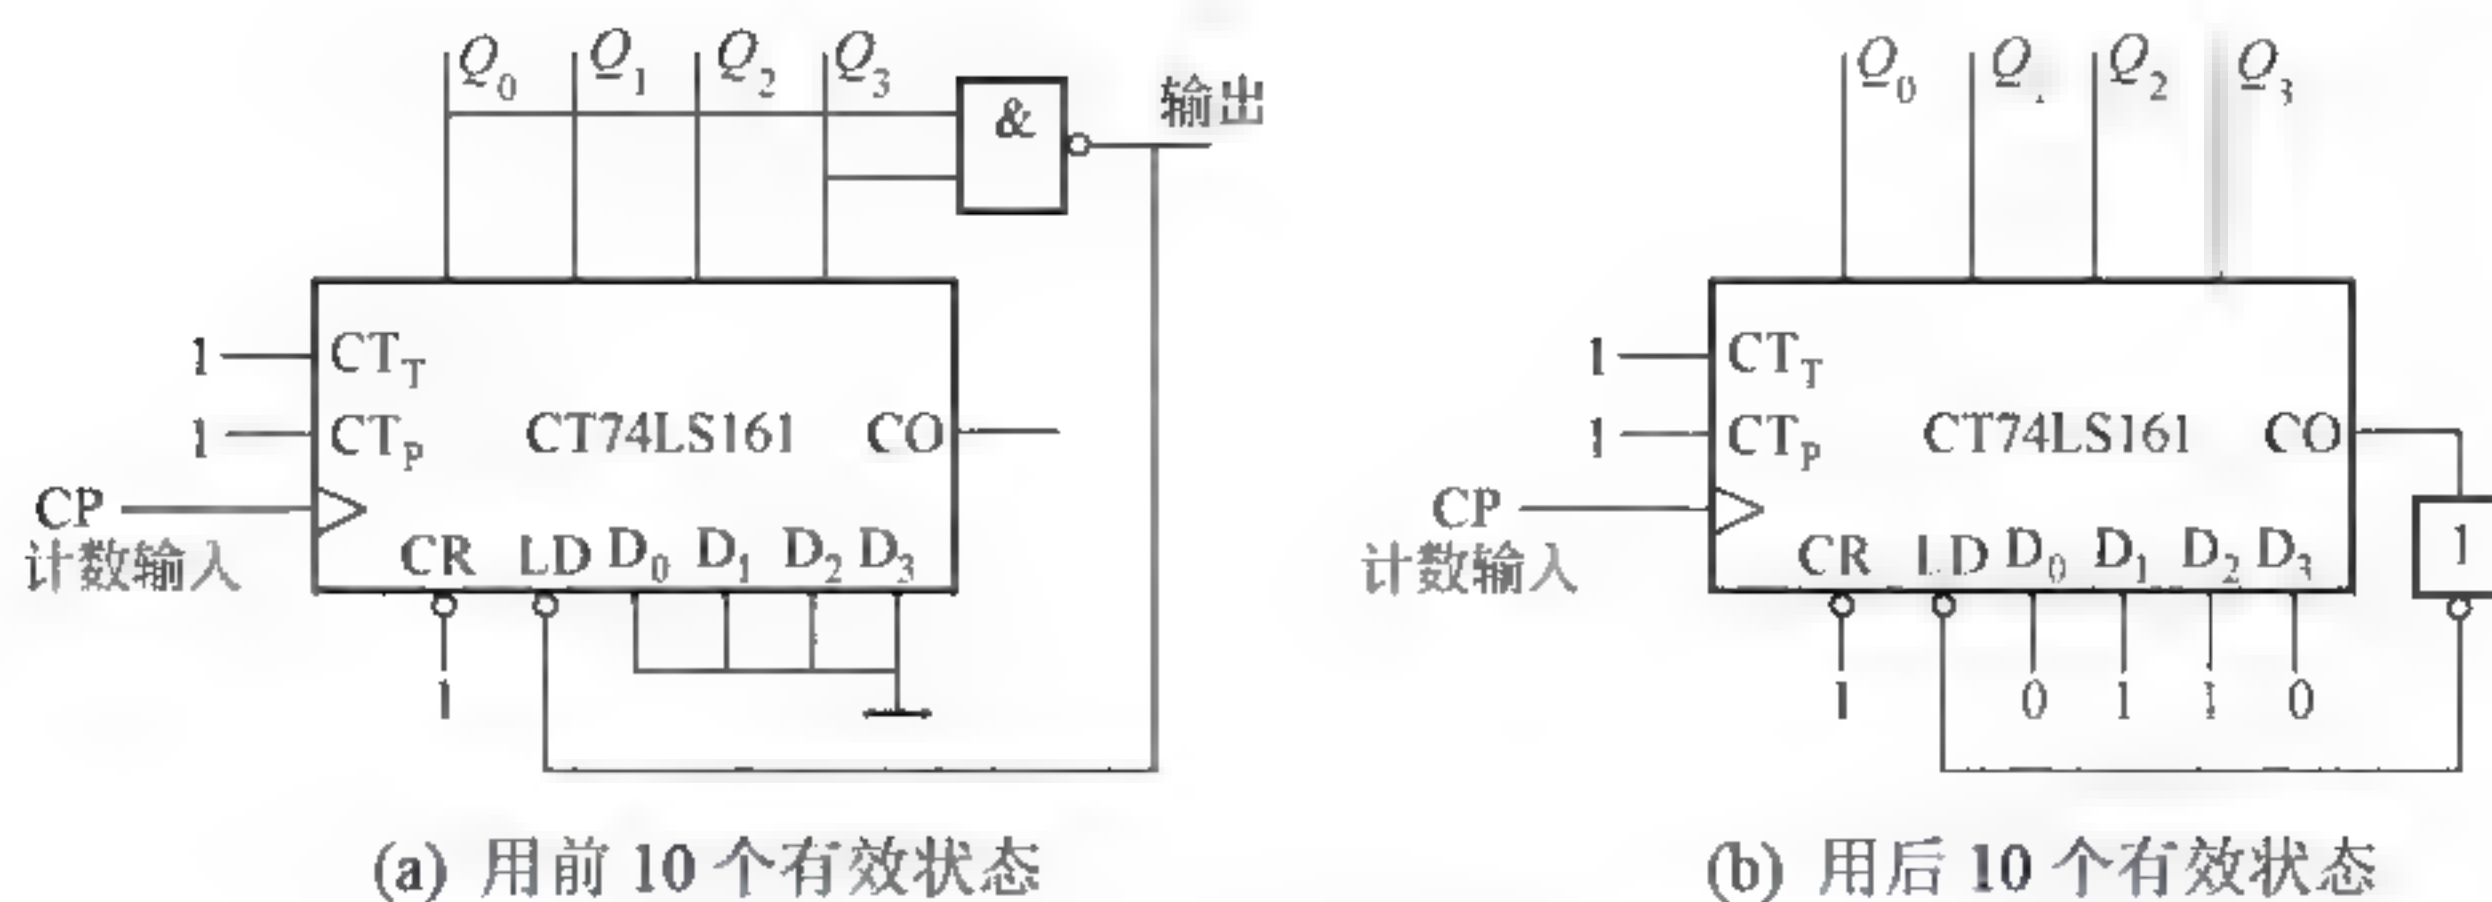 Q0 Q1 Q2 Q3
&
输出
1 CTT
1 CTP CT74LS161 CO
CP
计数输入
CR LD D0 D1 D2 D3
1
(a) 用前 10 个有效状态
Q0 Q Q2 Q3
1 CTT
1 CTP CT74LS161 CO
CP
计数输入
CR LD D0 D1 D2 D3
1
1 0 1 1 0
(b) 用后 10 个有效状态